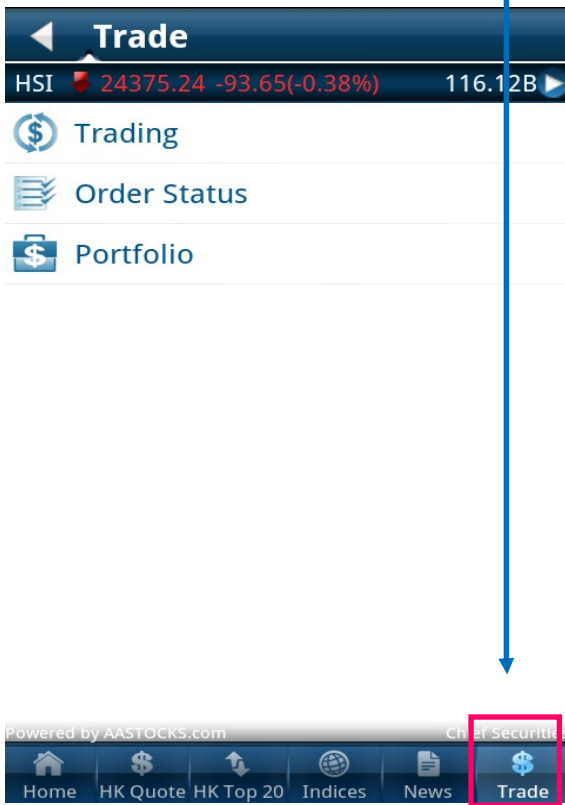 Trade
HSI 24375.24 -93.65(-0.38%) 116.12B
Trading
Order Status
Portfolio
Powered by AASTOCKS.com Chief Securities
Home HK Quote HK Top 20 Indices News Trade